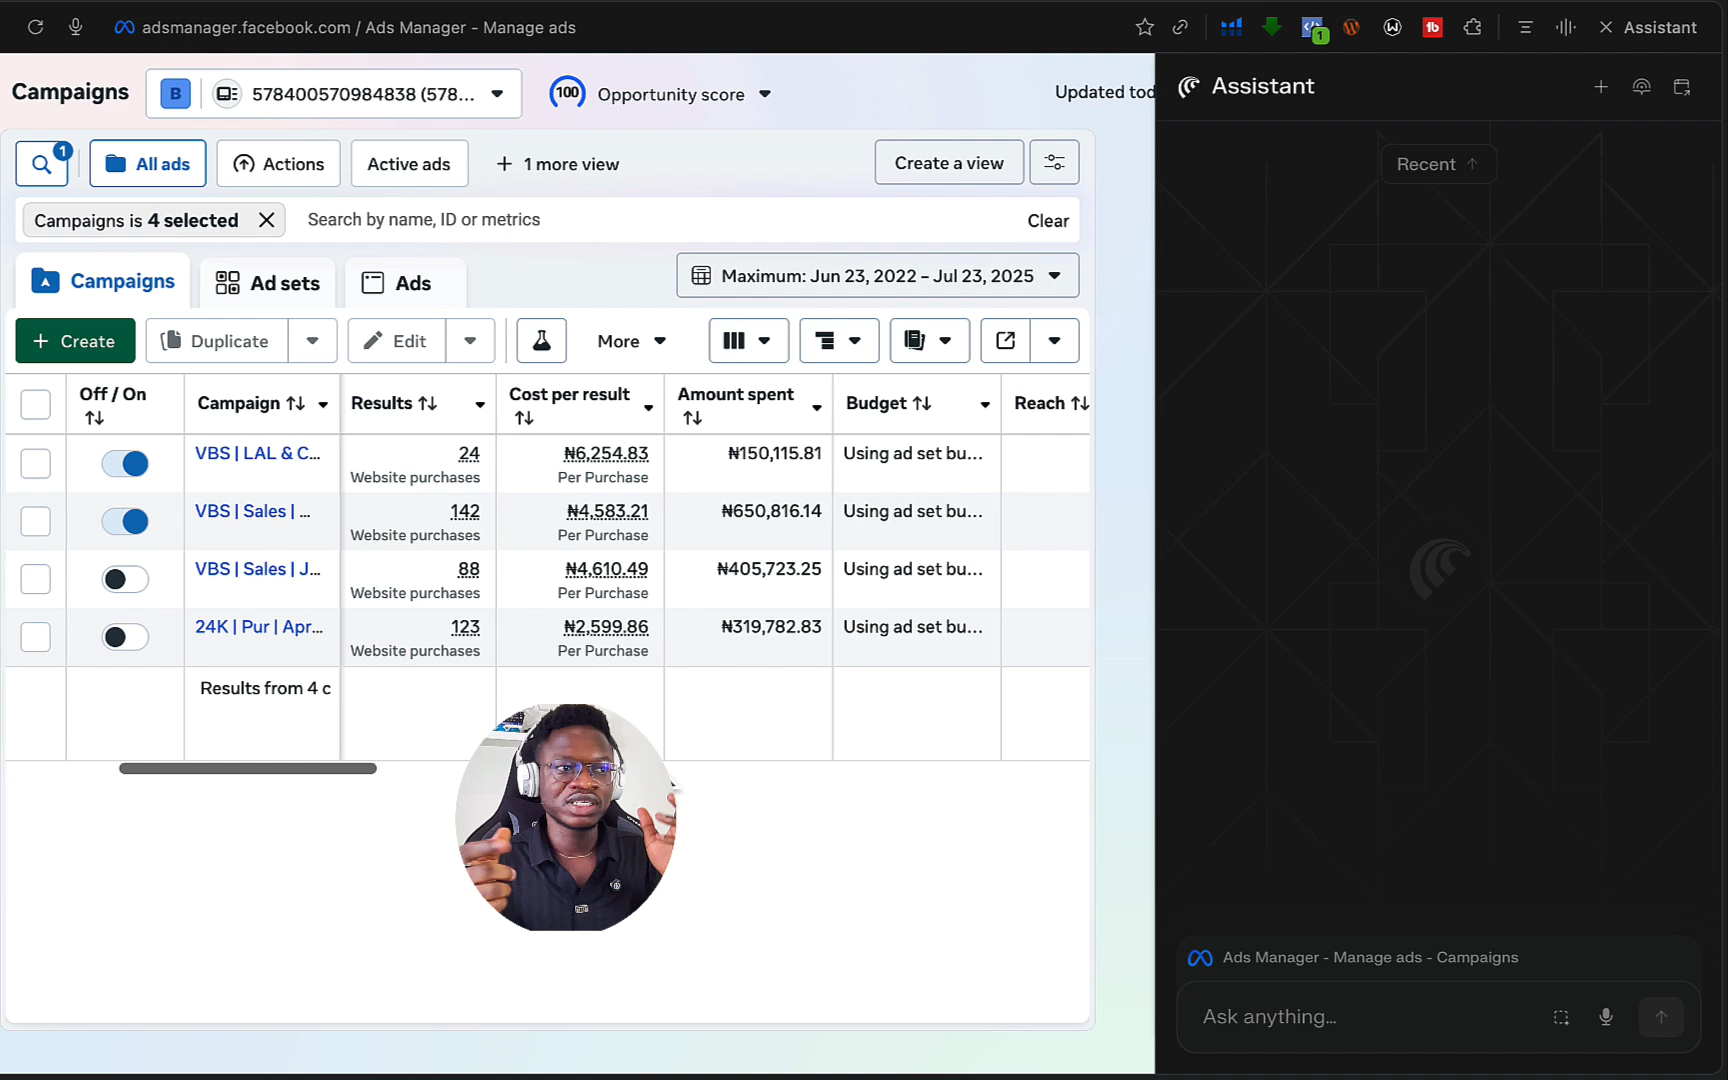 adsmanager.facebook.com / Ads Manager - Manage ads
1
Assistant
Campaigns
B
578400570984838 (578...
100
Opportunity score
Updated tod
Assistant
1
All ads
Actions
Active ads
+ 1 more view
Create a view
Recent ↑
Campaigns is 4 selected
Search by name, ID or metrics
Clear
Campaigns
Ad sets
Ads
Maximum: Jun 23, 2022 – Jul 23, 2025
+ Create
Duplicate
Edit
More
Off / On
Campaign
Results
Cost per result
Amount spent
Budget
Reach
VBS | LAL & C...
24
₦6,254.83
₦150,115.81
Using ad set bu...
Website purchases
Per Purchase
VBS | Sales | ...
142
₦4,583.21
₦650,816.14
Using ad set bu...
Website purchases
Per Purchase
VBS | Sales | J...
88
₦4,610.49
₦405,723.25
Using ad set bu...
Website purchases
Per Purchase
24K | Pur | Apr...
123
₦2,599.86
₦319,782.83
Using ad set bu...
Website purchases
Per Purchase
Results from 4 c
Ads Manager - Manage ads - Campaigns
Ask anything...